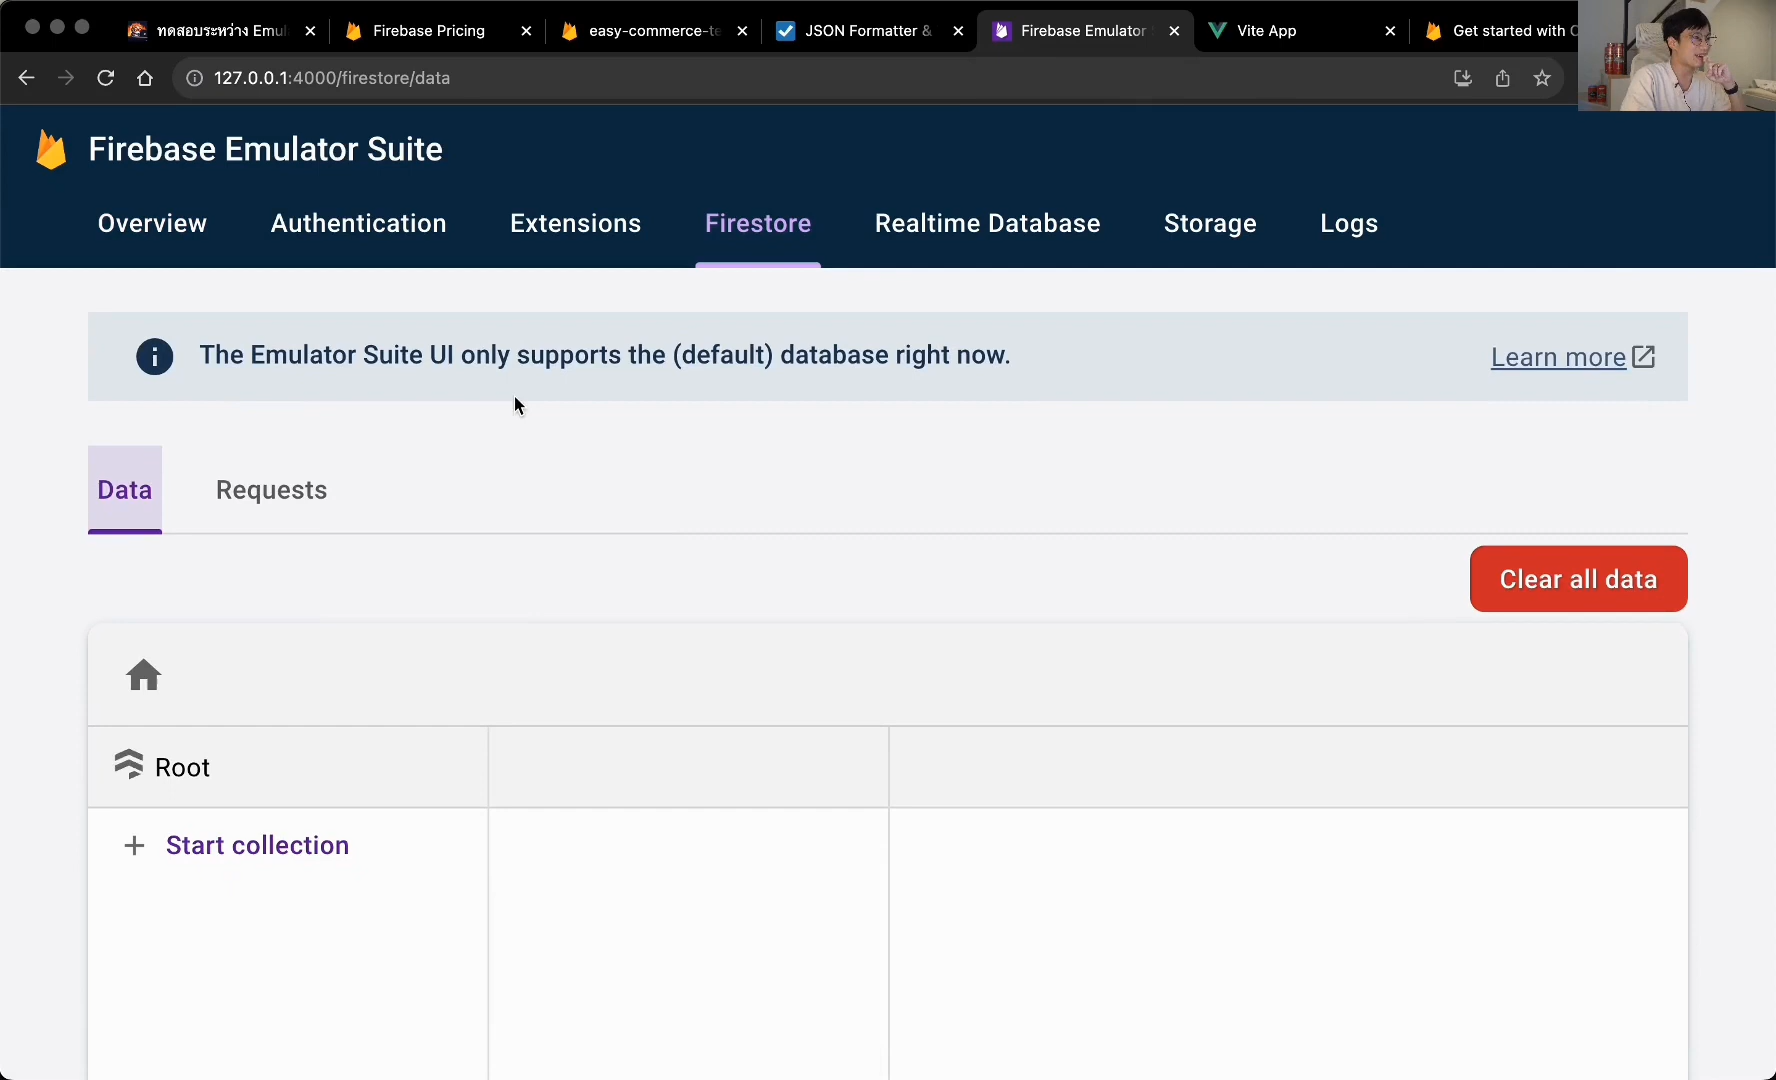 ทดสอบระหว่าง Emul
Firebase Pricing
easy-commerce-te
JSON Formatter &
Firebase Emulator
Vite App
Get started with C
127.0.0.1:4000/firestore/data
Firebase Emulator Suite
Overview
Authentication
Extensions
Firestore
Realtime Database
Storage
Logs
The Emulator Suite UI only supports the (default) database right now.
Learn more
Data
Requests
Clear all data
Root
+ Start collection